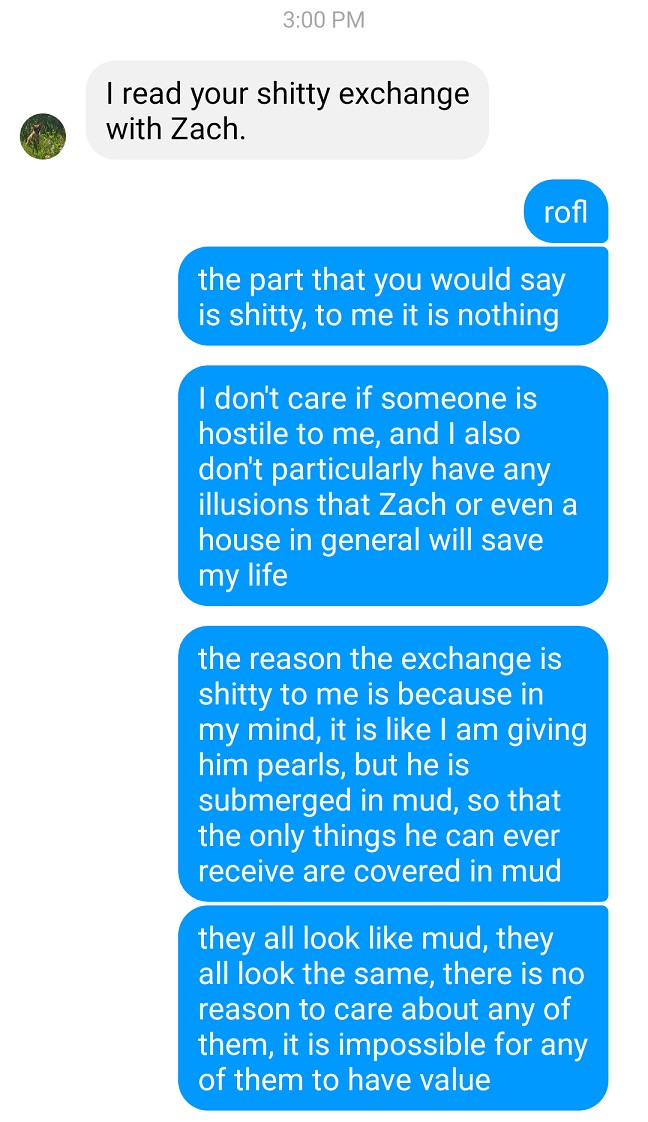 3:00 PM
I read your shitty exchange
with Zach.
rofl
the part that you would say
is shitty, to me it is nothing
I don't care if someone is
hostile to me, and I also
don't particularly have any
illusions that Zach or even a
house in general will save
my life
the reason the exchange is
shitty to me is because in
my mind, it is like I am giving
him pearls, but he is
submerged in mud, so that
the only things he can ever
receive are covered in mud
they all look like mud, they
all look the same, there is no
reason to care about any of
them, it is impossible for any
of them to have value